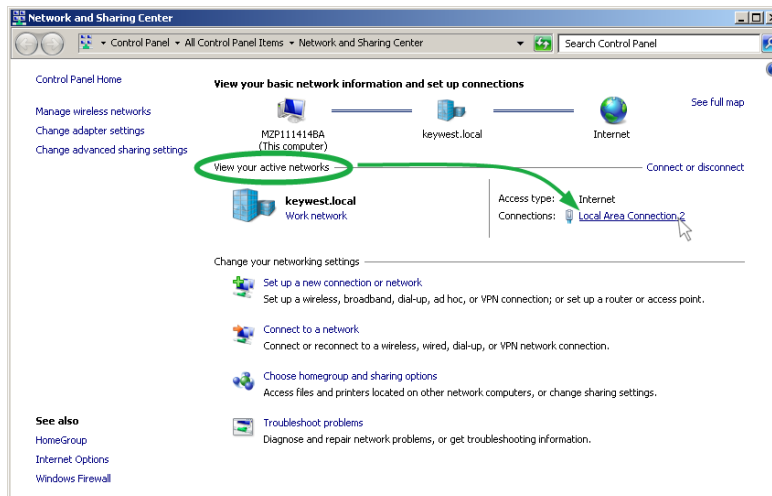 Network and Sharing Center
Control Panel All Control Panel Items Network and Sharing Center Search Control Panel
Control Panel Home
Manage wireless networks
Change adapter settings
Change advanced sharing settings
View your basic network information and set up connections
See full map
MZP111414BA
(This computer)
keywest.local
Internet
View your active networks
Connect or disconnect
keywest.local
Work network
Access type: Internet
Connections: Local Area Connection 2
Change your networking settings
Set up a new connection or network
Set up a wireless, broadband, dial-up, ad hoc, or VPN connection; or set up a router or access point.
Connect to a network
Connect or reconnect to a wireless, wired, dial-up, or VPN network connection.
Choose homegroup and sharing options
Access files and printers located on other network computers, or change sharing settings.
Troubleshoot problems
Diagnose and repair network problems, or get troubleshooting information.
See also
HomeGroup
Internet Options
Windows Firewall